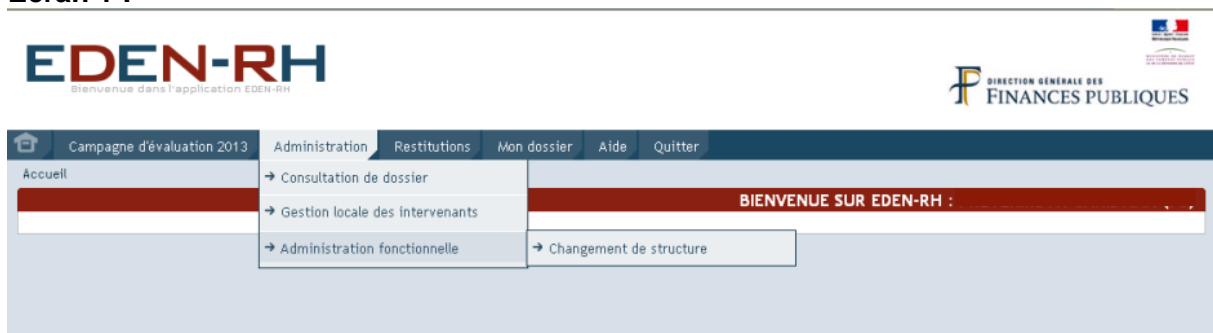 EDEN-RH
Bienvenue dans l'application EDEN-RH
DIRECTION GÉNÉRALE DES
FINANCES PUBLIQUES
Campagne d'évaluation 2013 Administration Restitutions Mon dossier Aide Quitter
Accueil
→ Consultation de dossier
BIENVENUE SUR EDEN-RH :
→ Gestion locale des intervenants
→ Administration fonctionnelle → Changement de structure